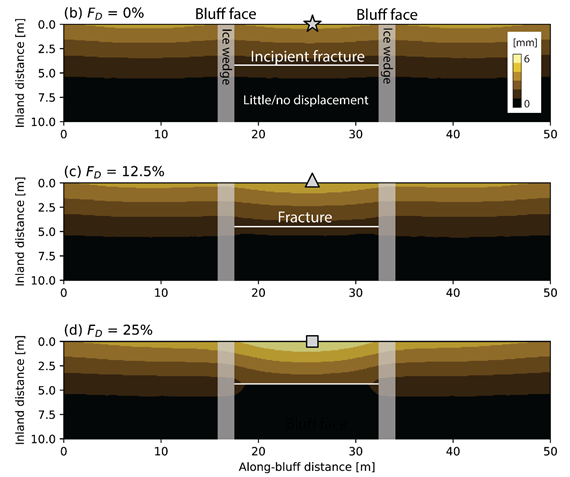 Bluff face
Bluff face
(b) F_D = 0%
0.0
2.5
5.0
7.5
10.0
Inland distance [m]
Ice wedge
Incipient fracture
Little/no displacement
Ice wedge
[mm]
6
0
0 10 20 30 40 50
(c) F_D = 12.5%
0.0
2.5
5.0
7.5
10.0
Inland distance [m]
Fracture
0 10 20 30 40 50
(d) F_D = 25%
0.0
2.5
5.0
7.5
10.0
Inland distance [m]
Bluff face
0 10 20 30 40 50
Along-bluff distance [m]